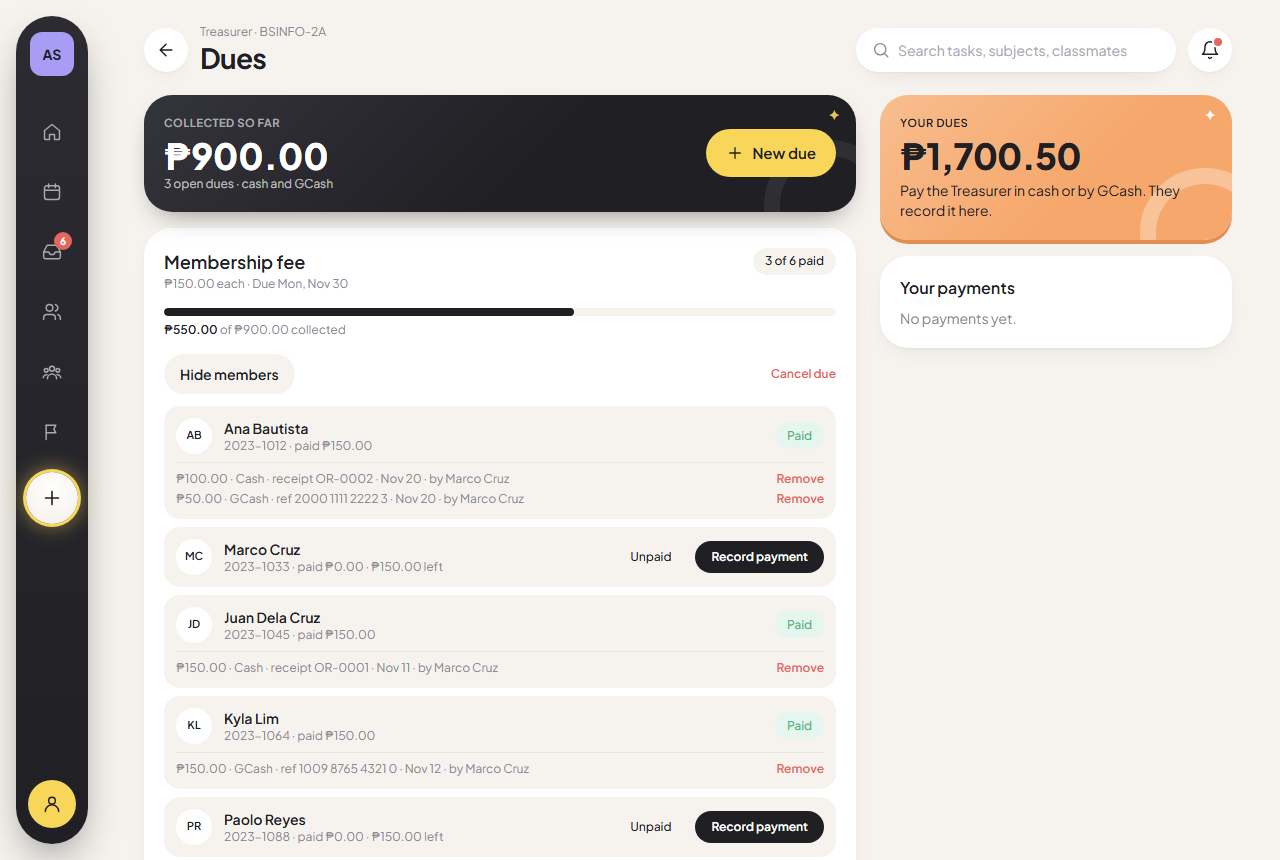 AS
6
Treasurer · BSINFO-2A
Dues
Search tasks, subjects, classmates
COLLECTED SO FAR
₱900.00
3 open dues · cash and GCash
New due
YOUR DUES
₱1,700.50
Pay the Treasurer in cash or by GCash. They
record it here.
Your payments
No payments yet.
Membership fee
3 of 6 paid
₱150.00 each · Due Mon, Nov 30
₱550.00 of ₱900.00 collected
Hide members
Cancel due
AB
Ana Bautista
2023-1012 · paid ₱150.00
Paid
₱100.00 · Cash · receipt OR-0002 · Nov 20 · by Marco Cruz
Remove
₱50.00 · GCash · ref 2000 1111 2222 3 · Nov 20 · by Marco Cruz
Remove
MC
Marco Cruz
2023-1033 · paid ₱0.00 · ₱150.00 left
Unpaid
Record payment
JD
Juan Dela Cruz
2023-1045 · paid ₱150.00
Paid
₱150.00 · Cash · receipt OR-0001 · Nov 11 · by Marco Cruz
Remove
KL
Kyla Lim
2023-1064 · paid ₱150.00
Paid
₱150.00 · GCash · ref 1009 8765 4321 0 · Nov 12 · by Marco Cruz
Remove
PR
Paolo Reyes
2023-1088 · paid ₱0.00 · ₱150.00 left
Unpaid
Record payment